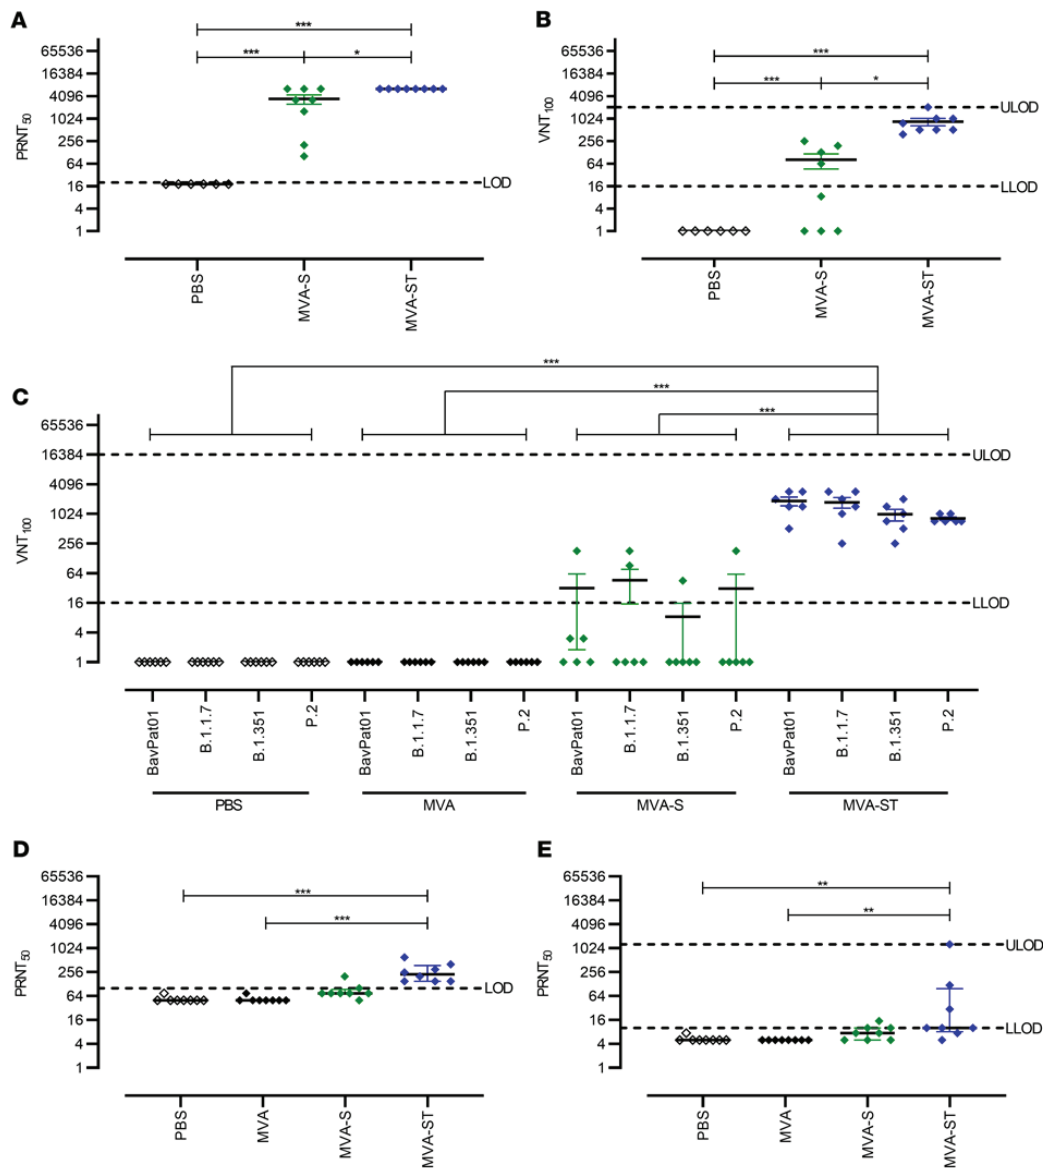 A
***
***
*
65536
16384
4096
1024
256
64
16
4
1
PRNT50
LOD
PBS
MVA-S
MVA-ST
B
***
***
*
65536
16384
4096
1024
256
64
16
4
1
VNT100
ULOD
LLOD
PBS
MVA-S
MVA-ST
C
***
***
***
65536
16384
4096
1024
256
64
16
4
1
VNT100
ULOD
LLOD
BavPat01
B.1.1.7
B.1.351
P.2
BavPat01
B.1.1.7
B.1.351
P.2
BavPat01
B.1.1.7
B.1.351
P.2
BavPat01
B.1.1.7
B.1.351
P.2
PBS
MVA
MVA-S
MVA-ST
D
***
***
65536
16384
4096
1024
256
64
16
4
1
PRNT50
LOD
PBS
MVA
MVA-S
MVA-ST
E
**
**
65536
16384
4096
1024
256
64
16
4
1
PRNT50
ULOD
LLOD
PBS
MVA
MVA-S
MVA-ST